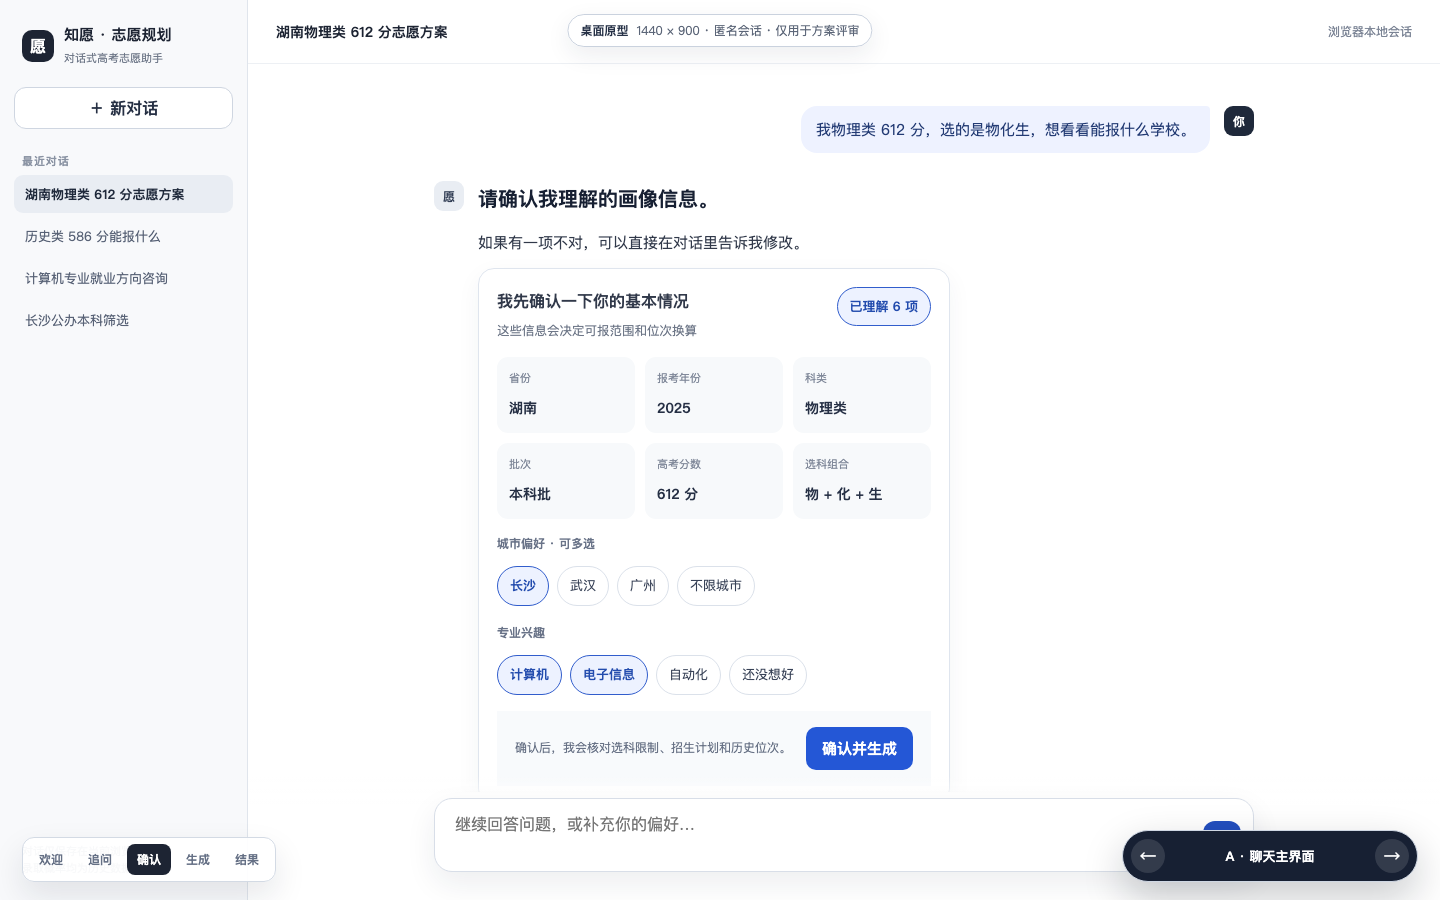 愿
知愿 · 志愿规划
对话式高考志愿助手
+ 新对话
最近对话
湖南物理类 612 分志愿方案
历史类 586 分能报什么
计算机专业就业方向咨询
长沙公办本科筛选
湖南物理类 612 分志愿方案
桌面原型 1440 × 900 · 匿名会话 · 仅用于方案评审
浏览器本地会话
我物理类 612 分，选的是物化生，想看看能报什么学校。
你
愿
请确认我理解的画像信息。
如果有一项不对，可以直接在对话里告诉我修改。
我先确认一下你的基本情况
这些信息会决定可报范围和位次换算
已理解 6 项
省份
湖南
报考年份
2025
科类
物理类
批次
本科批
高考分数
612 分
选科组合
物 + 化 + 生
城市偏好 · 可多选
长沙
武汉
广州
不限城市
专业兴趣
计算机
电子信息
自动化
还没想好
确认后，我会核对选科限制、招生计划和历史位次。
确认并生成
继续回答问题，或补充你的偏好...
欢迎
追问
确认
生成
结果
← A · 聊天主界面 →